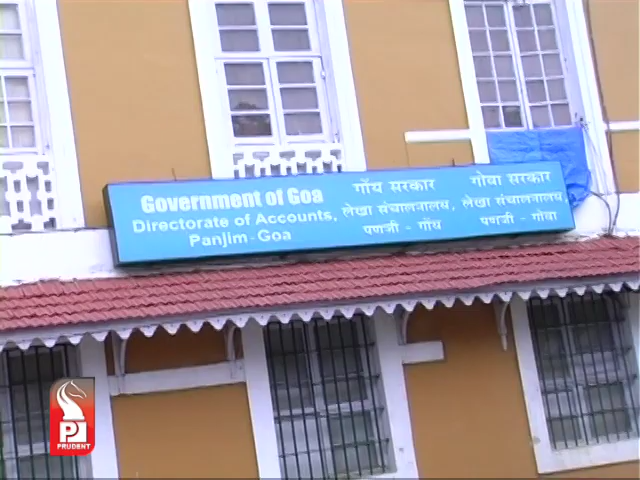 Government of Goa
Directorate of Accounts,
Panjim - Goa
गोंय सरकार
लेखा संचालनालय,
पणजी - गोंय
गोवा सरकार
लेखा संचालनालय
पणजी - गोवा
P
PRUDENT